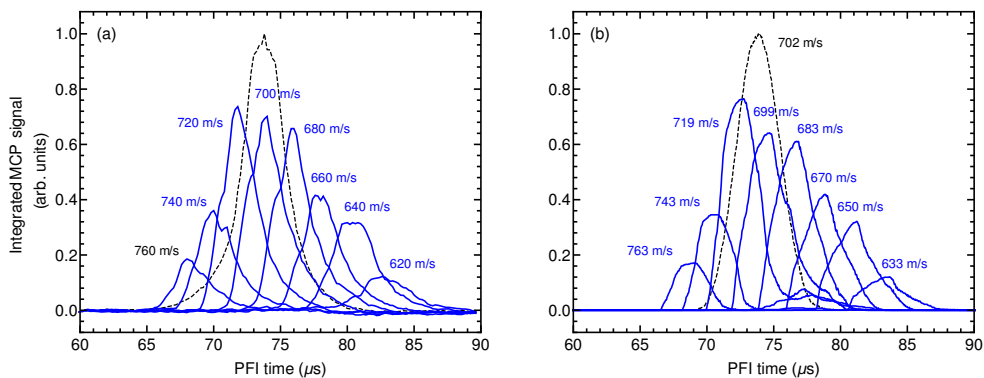 (a)
Integrated MCP signal
(arb. units)
1.0
0.8
0.6
0.4
0.2
0.0
760 m/s
740 m/s
720 m/s
700 m/s
680 m/s
660 m/s
640 m/s
620 m/s
60 65 70 75 80 85 90
PFI time (μs)
(b)
1.0
0.8
0.6
0.4
0.2
0.0
702 m/s
763 m/s
743 m/s
719 m/s
699 m/s
683 m/s
670 m/s
650 m/s
633 m/s
60 65 70 75 80 85 90
PFI time (μs)